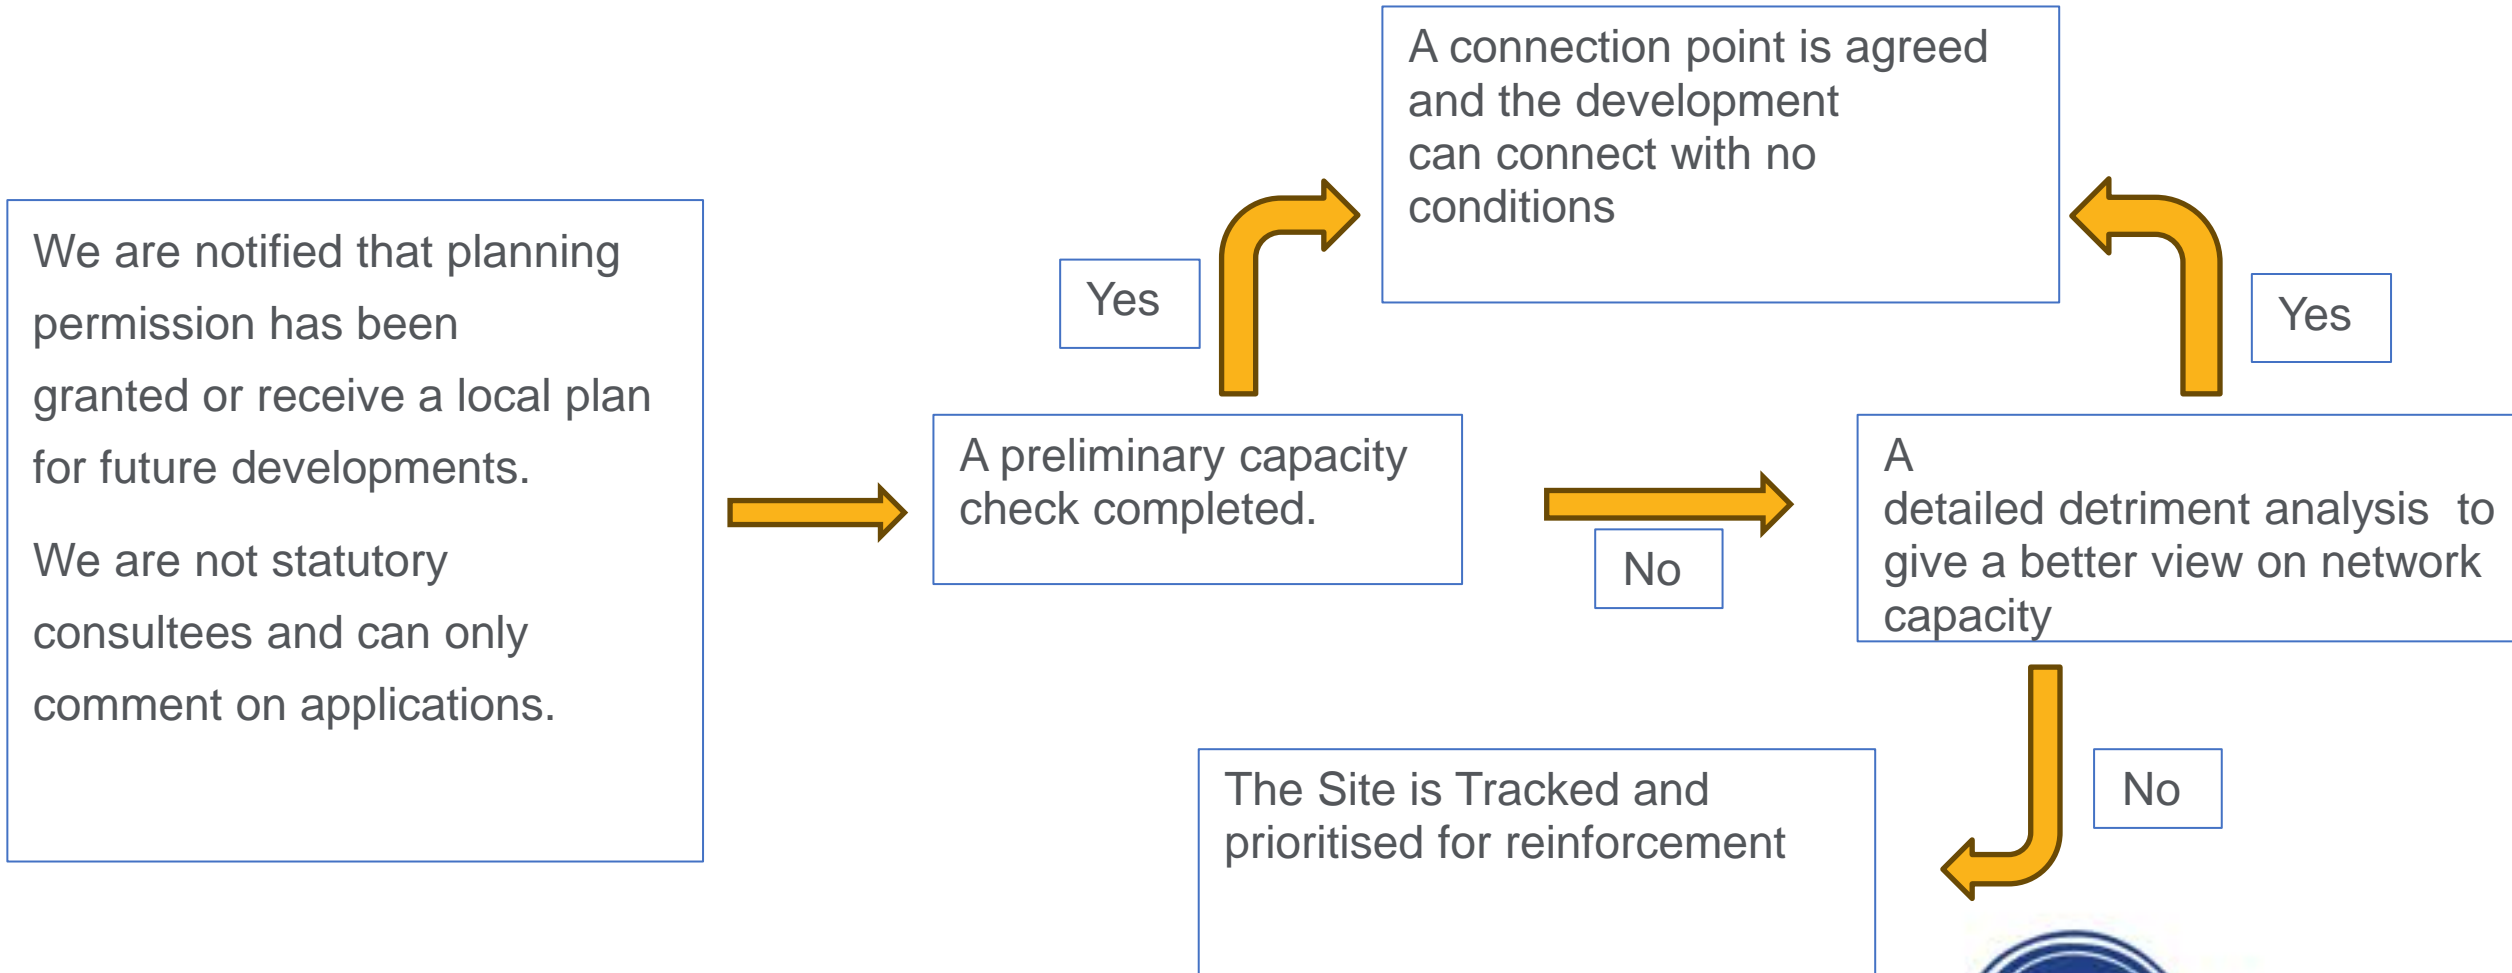 We are notified that planning
permission has been
granted or receive a local plan
for future developments.
We are not statutory
consultees and can only
comment on applications.
A preliminary capacity
check completed.
Yes
A connection point is agreed
and the development
can connect with no
conditions
No
A
detailed detriment analysis  to
give a better view on network
capacity
Yes
No
The Site is Tracked and
prioritised for reinforcement